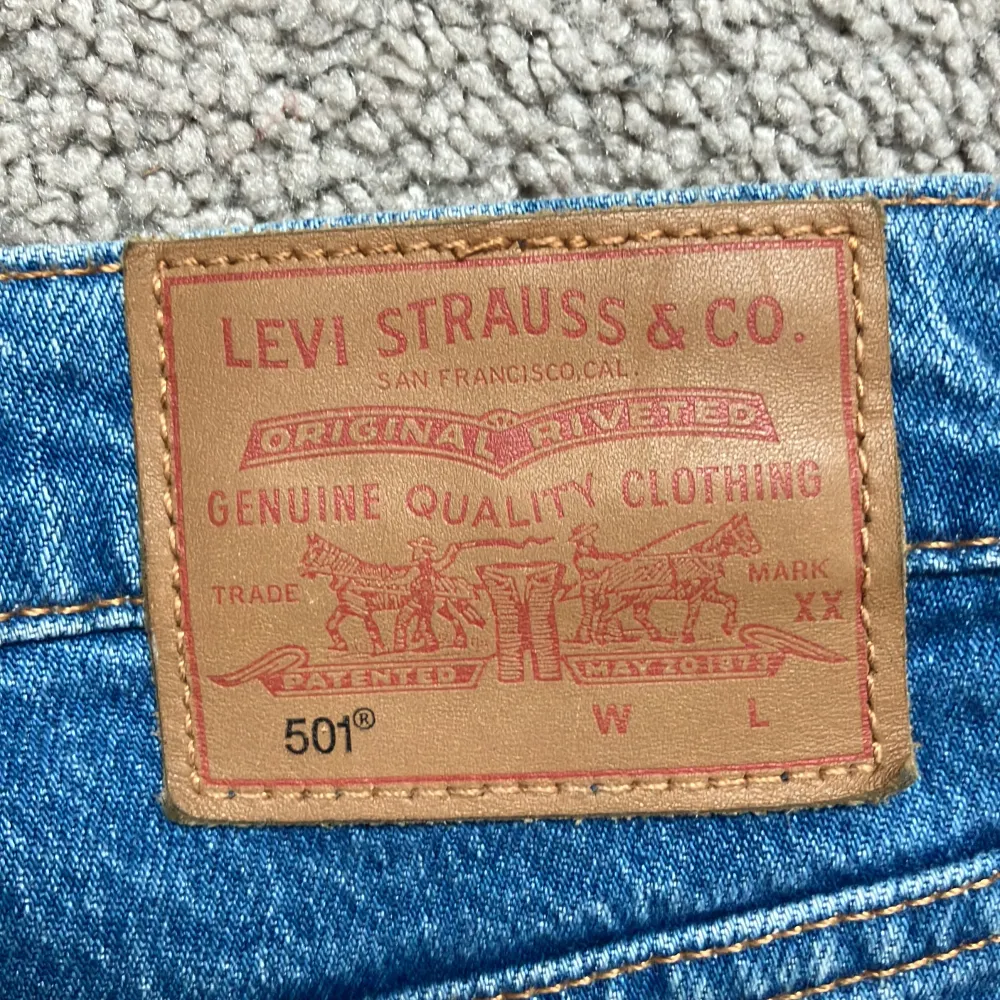 LEVI STRAUSS & CO.
SAN FRANCISCO, CAL.
ORIGINAL RIVETED
GENUINE QUALITY CLOTHING
TRADE MARK
XX
PATENTED MAY 20 1873
501® W L